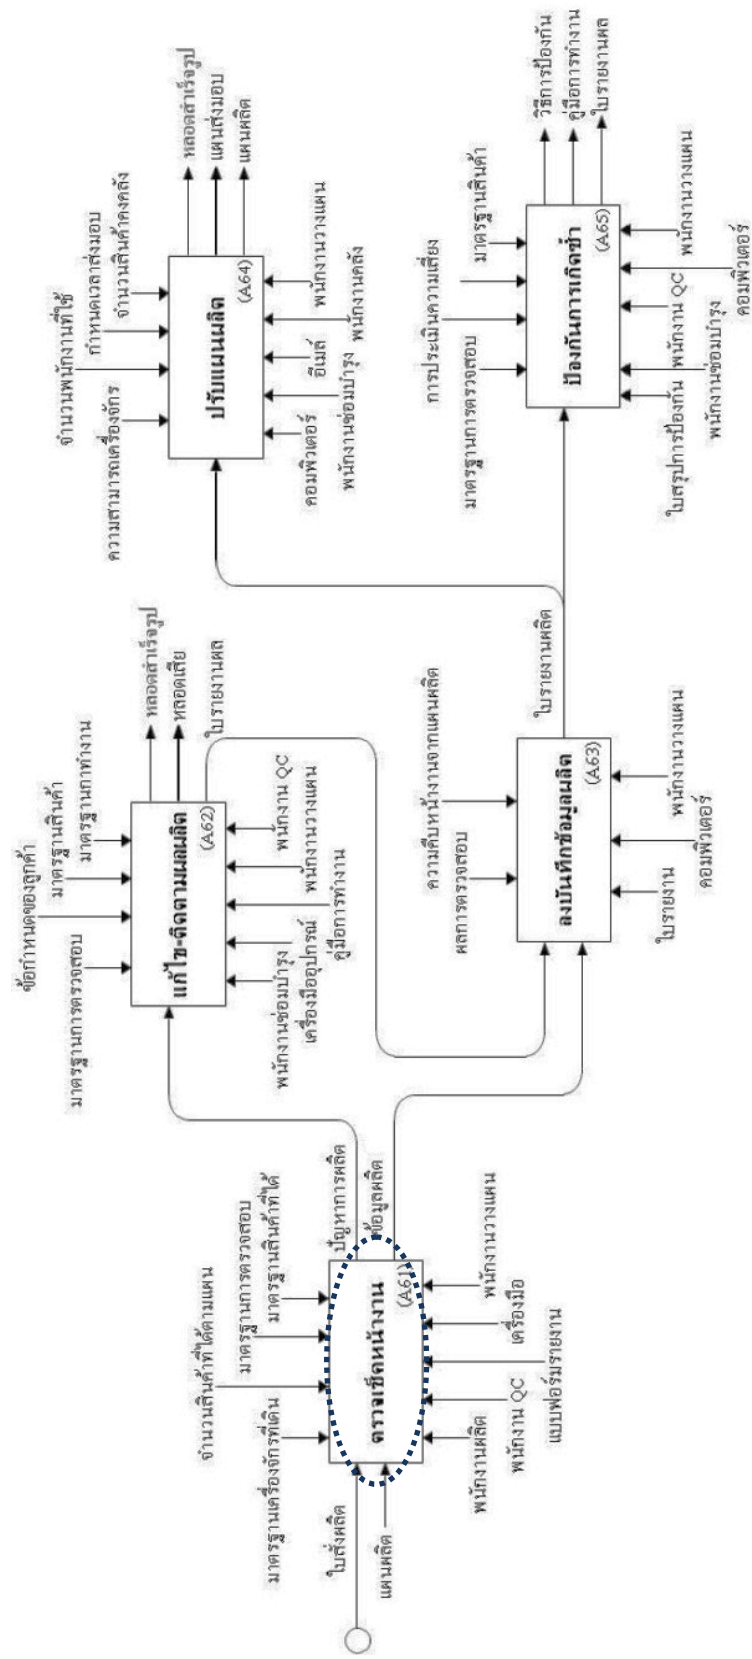 ใบสั่งผลิต
แผนผลิต
มาตรฐานเครื่องจักรที่เดิน
จำนวนสินค้าที่ได้ตามแผน
มาตรฐานการตรวจสอบ
มาตรฐานสินค้าที่ได้
ตรวจเช็คหน้างาน
(A61)
พนักงานผลิต
พนักงาน QC
แบบฟอร์มรายงาน
เครื่องมือ
พนักงานวางแผน
ปัญหาการผลิต
ข้อมูลผลิต
มาตรฐานการตรวจสอบ
ข้อกำหนดของลูกค้า
มาตรฐานสินค้า
มาตรฐานกาทำงาน
แก้ไข-ติดตามผลผลิต
(A62)
พนักงานซ่อมบำรุง
เครื่องมืออุปกรณ์
คู่มือการทำงาน
พนักงานวางแผน
พนักงาน QC
หลอดสำเร็จรูป
หลอดเสีย
ใบรายงานผล
ผลการตรวจสอบ
ความคืบหน้างานจากแผนผลิต
ลงบันทึกข้อมูลผลิต
(A63)
ใบรายงาน
คอมพิวเตอร์
พนักงานวางแผน
ใบรายงานผลิต
ความสามารถเครื่องจักร
จำนวนพนักงานที่ใช้
กำหนดเวลาส่งมอบ
จำนวนสินค้าคงคลัง
ปรับแผนผลิต
(A64)
คอมพิวเตอร์
พนักงานซ่อมบำรุง
อีเมล์
พนักงานคลัง
พนักงานวางแผน
หลอดสำเร็จรูป
แผนส่งมอบ
แผนผลิต
มาตรฐานการตรวจสอบ
การประเมินความเสี่ยง
มาตรฐานสินค้า
ป้องกันการเกิดซ้ำ
(A65)
ใบสรุปการป้องกัน
พนักงานซ่อมบำรุง
พนักงาน QC
คอมพิวเตอร์
พนักงานวางแผน
วิธีการป้องกัน
คู่มือการทำงาน
ใบรายงานผล